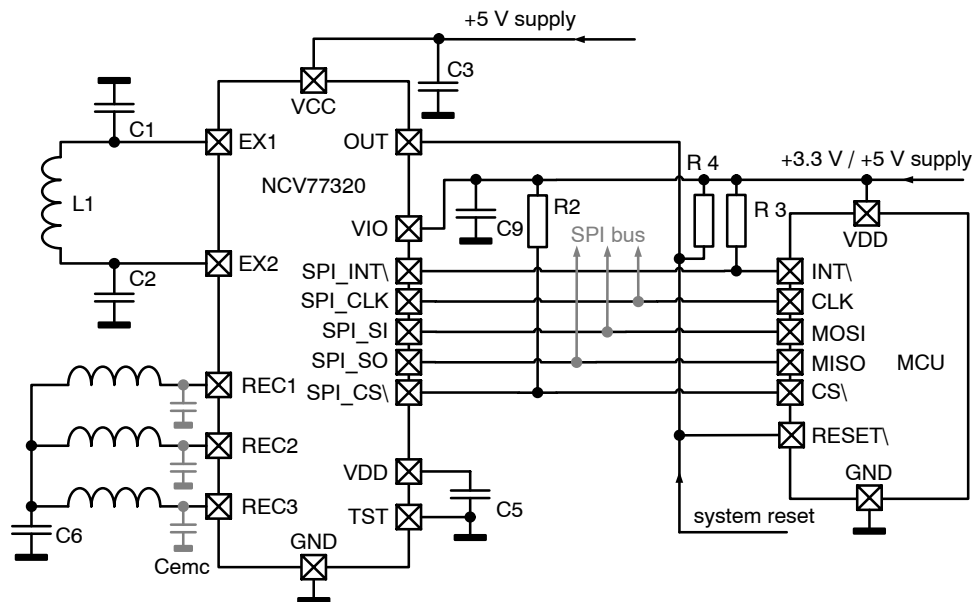 +5 V supply
C3
VCC
C1
EX1
OUT
R 4
+3.3 V / +5 V supply
NCV77320
L1
R2
R 3
VIO
C9
SPI bus
VDD
EX2
C2
SPI_INT\
INT\
SPI_CLK
CLK
SPI_SI
MOSI
SPI_SO
MISO
MCU
REC1
SPI_CS\
CS\
REC2
RESET\
VDD
GND
REC3
C5
TST
system reset
C6
GND
Cemc